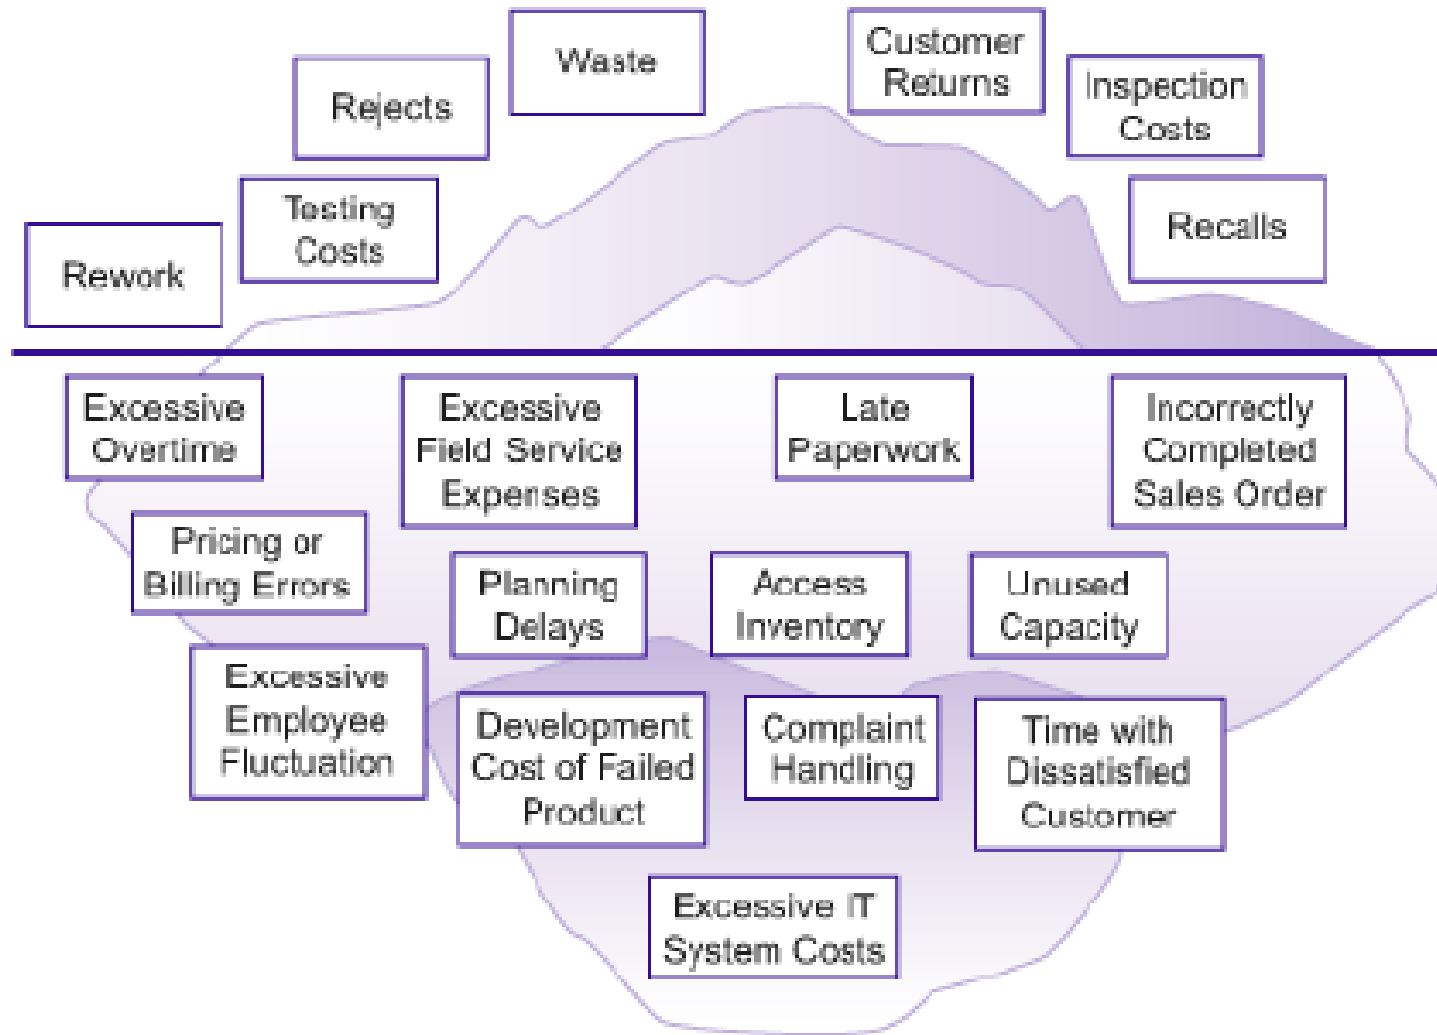 Waste
Customer
Returns
Rejects
Inspection
Costs
Testing
Costs
Recalls
Rework
Excessive
Overtime
Excessive
Field Service
Expenses
Late
Paperwork
Incorrectly
Completed
Sales Order
Pricing or
Billing Errors
Planning
Delays
Access
Inventory
Unused
Capacity
Excessive
Employee
Fluctuation
Development
Cost of Failed
Product
Complaint
Handling
Time with
Dissatisfied
Customer
Excessive IT
System Costs